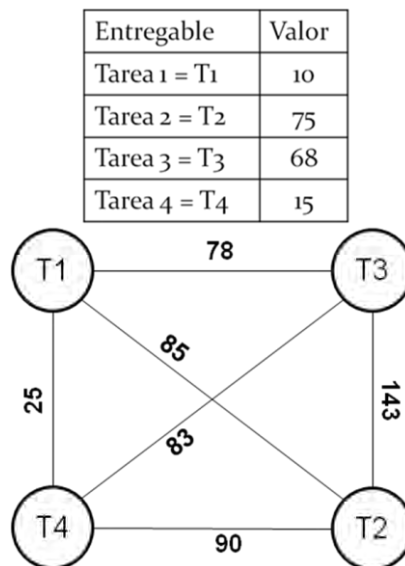 Entregable Valor
Tarea 1 = T1 10
Tarea 2 = T2 75
Tarea 3 = T3 68
Tarea 4 = T4 15
T1 78 T3
85
25 143
83
T4 90 T2